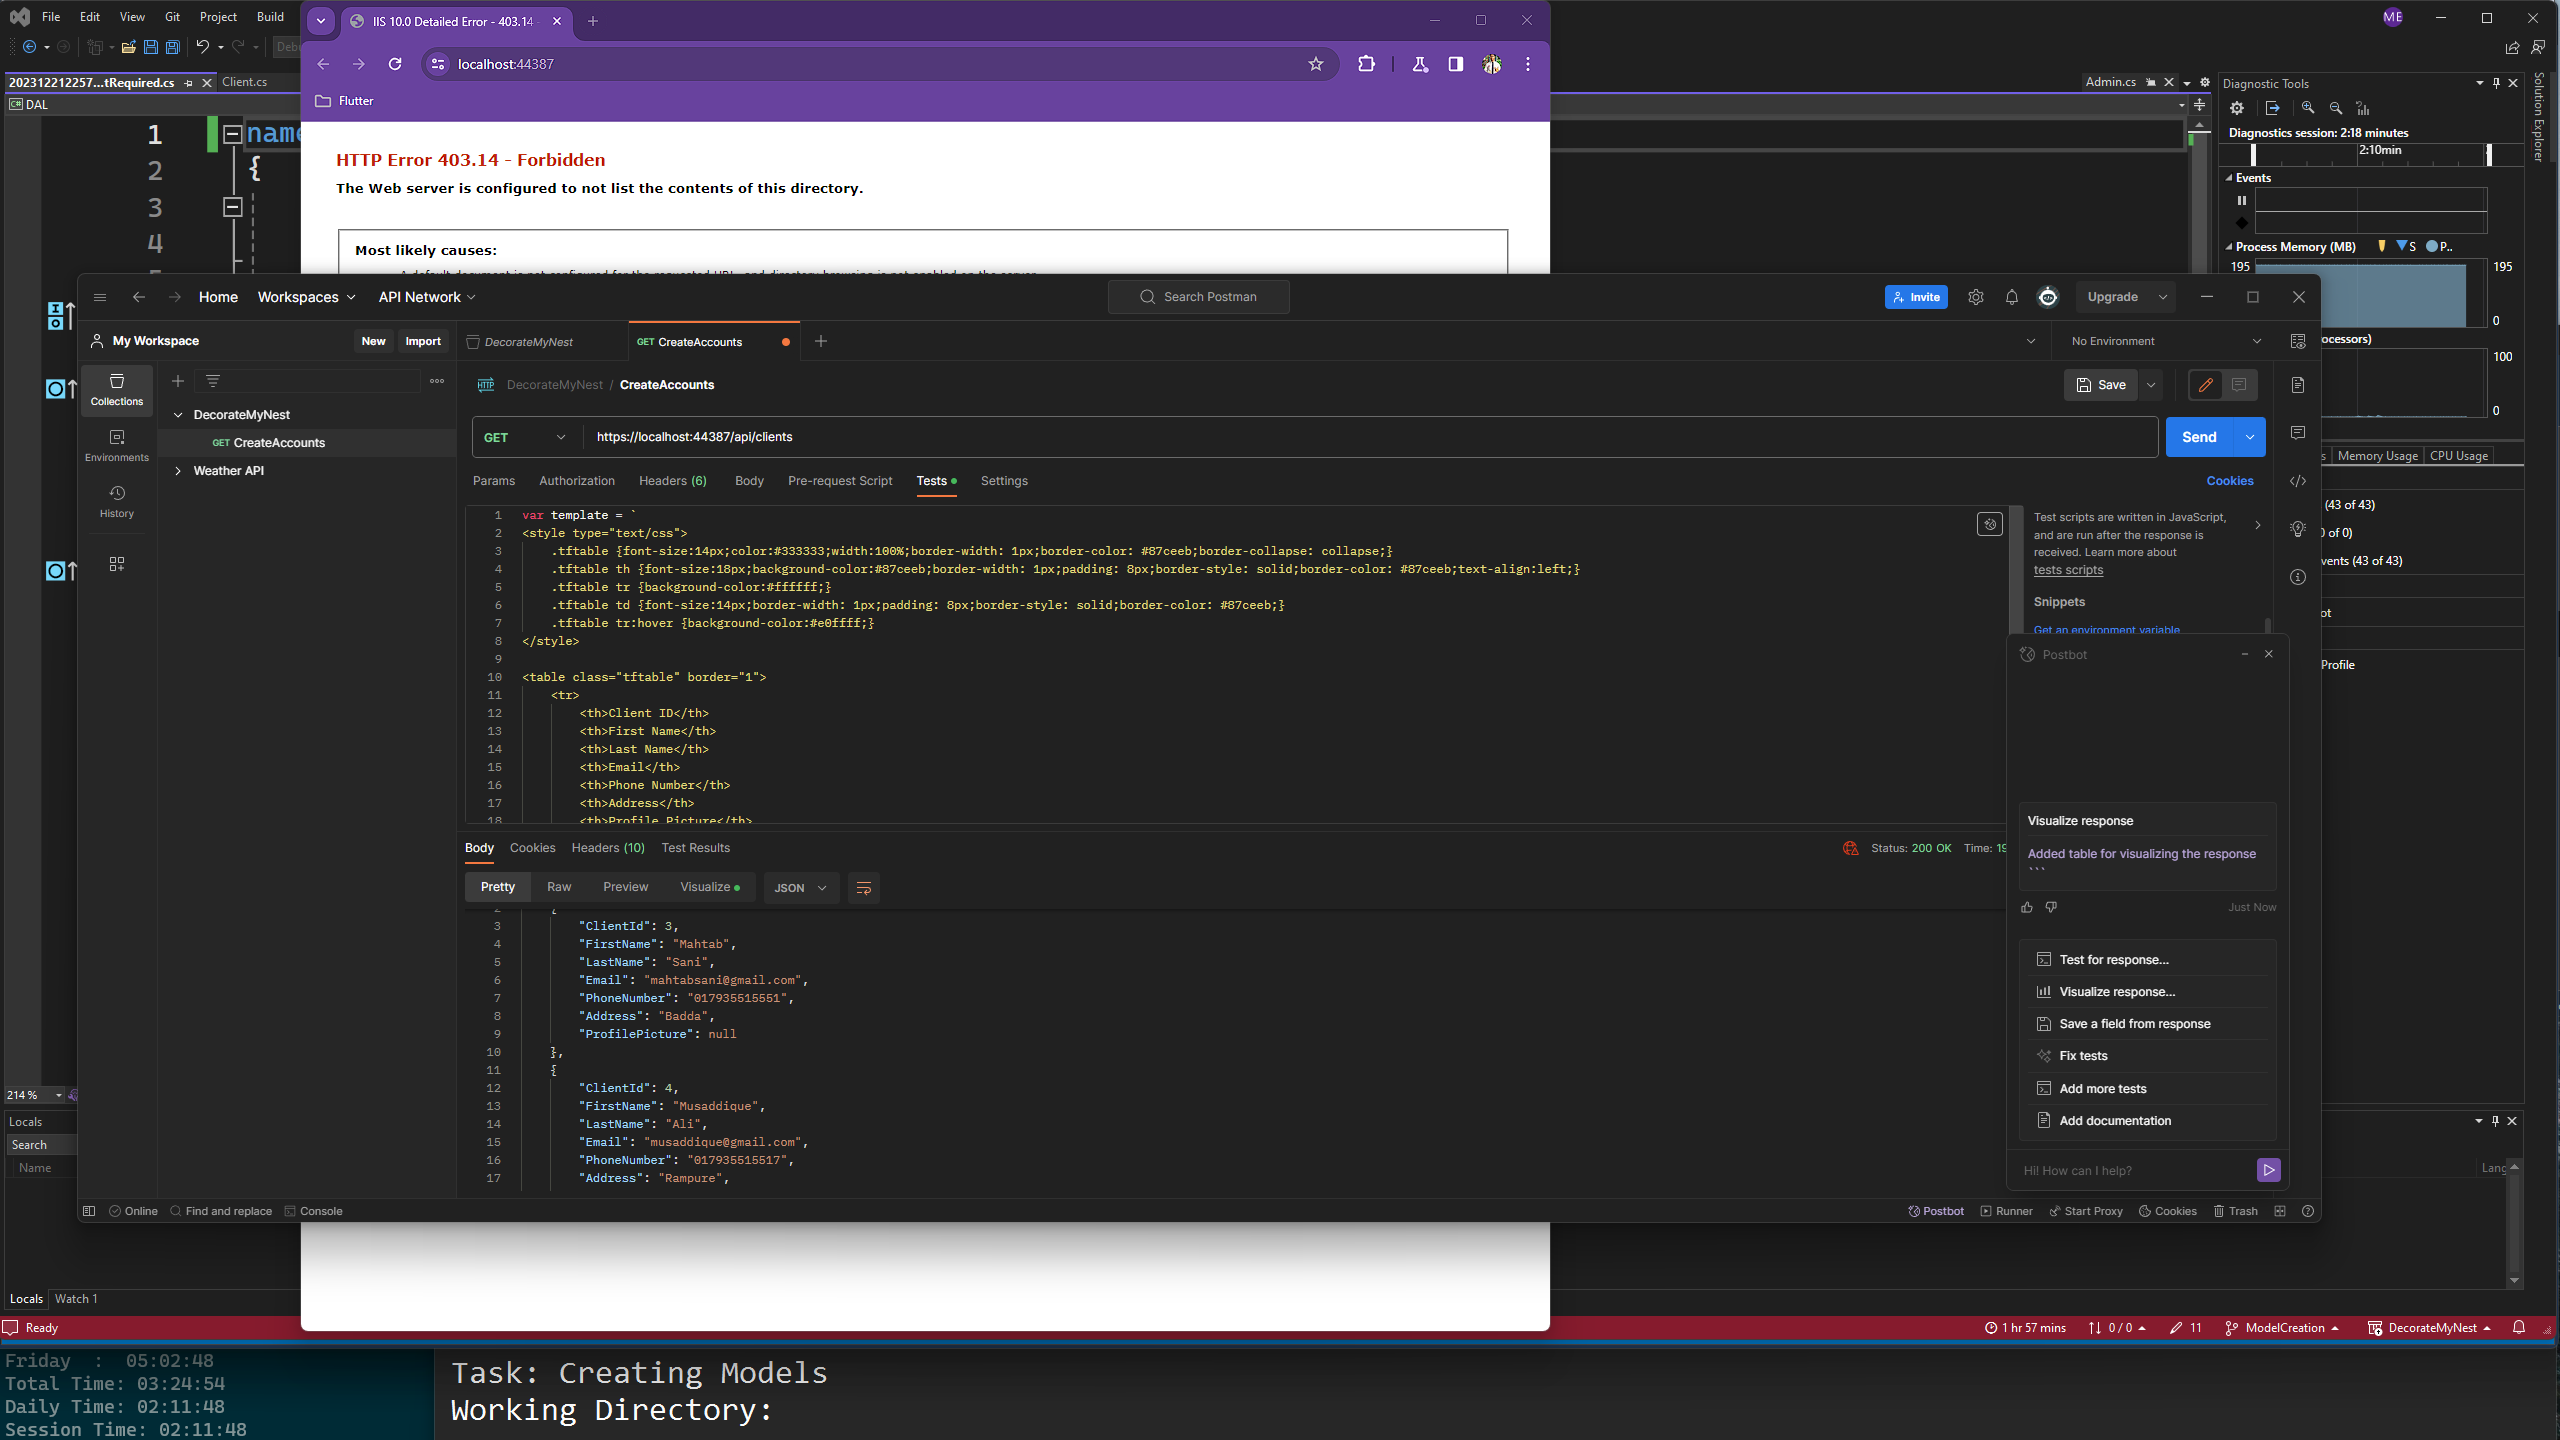 File Edit View Git Project Build
ME
Debu
202312212257...tRequired.cs
Client.cs
Admin.cs
DAL
1 name
2 {
3
4
214 %
Locals
Search
Name
Locals Watch 1
Ready
IIS 10.0 Detailed Error - 403.14 -
localhost:44387
Flutter
HTTP Error 403.14 - Forbidden
The Web server is configured to not list the contents of this directory.
Most likely causes:
Diagnostic Tools
Solution Explorer
Diagnostics session: 2:18 minutes
2:10min
Events
Process Memory (MB) S P..
195 195
0
ocessors)
100
0
s Memory Usage CPU Usage
(43 of 43)
0 of 0)
vents (43 of 43)
ot
Profile
Lang
Home Workspaces API Network
Search Postman
Invite
Upgrade
My Workspace New Import
DecorateMyNest
GET CreateAccounts
No Environment
Collections
Environments
History
DecorateMyNest
GET CreateAccounts
Weather API
HTTP DecorateMyNest / CreateAccounts
Save
GET https://localhost:44387/api/clients
Send
Params Authorization Headers (6) Body Pre-request Script Tests Settings
Cookies
1 var template = `
2 <style type="text/css">
3 .tftable {font-size:14px;color:#333333;width:100%;border-width: 1px;border-color: #87ceeb;border-collapse: collapse;}
4 .tftable th {font-size:18px;background-color:#87ceeb;border-width: 1px;padding: 8px;border-style: solid;border-color: #87ceeb;text-align:left;}
5 .tftable tr {background-color:#ffffff;}
6 .tftable td {font-size:14px;border-width: 1px;padding: 8px;border-style: solid;border-color: #87ceeb;}
7 .tftable tr:hover {background-color:#e0ffff;}
8 </style>
9
10 <table class="tftable" border="1">
11 <tr>
12 <th>Client ID</th>
13 <th>First Name</th>
14 <th>Last Name</th>
15 <th>Email</th>
16 <th>Phone Number</th>
17 <th>Address</th>
18 <th>Profile Picture</th>
Test scripts are written in JavaScript,
and are run after the response is
received. Learn more about
tests scripts
Snippets
Get an environment variable
Postbot
Visualize response
Added table for visualizing the response
```
Just Now
Test for response...
Visualize response...
Save a field from response
Fix tests
Add more tests
Add documentation
Hi! How can I help?
Body Cookies Headers (10) Test Results
Status: 200 OK Time: 19
Pretty Raw Preview Visualize JSON
2 {
3 "ClientId": 3,
4 "FirstName": "Mahtab",
5 "LastName": "Sani",
6 "Email": "mahtabsani@gmail.com",
7 "PhoneNumber": "017935515551",
8 "Address": "Badda",
9 "ProfilePicture": null
10 },
11 {
12 "ClientId": 4,
13 "FirstName": "Musaddique",
14 "LastName": "Ali",
15 "Email": "musaddique@gmail.com",
16 "PhoneNumber": "017935515517",
17 "Address": "Rampure",
Online Find and replace Console
Postbot Runner Start Proxy Cookies Trash
1 hr 57 mins 0 / 0 11 ModelCreation DecorateMyNest
Friday : 05:02:48
Total Time: 03:24:54
Daily Time: 02:11:48
Session Time: 02:11:48
Task: Creating Models
Working Directory: